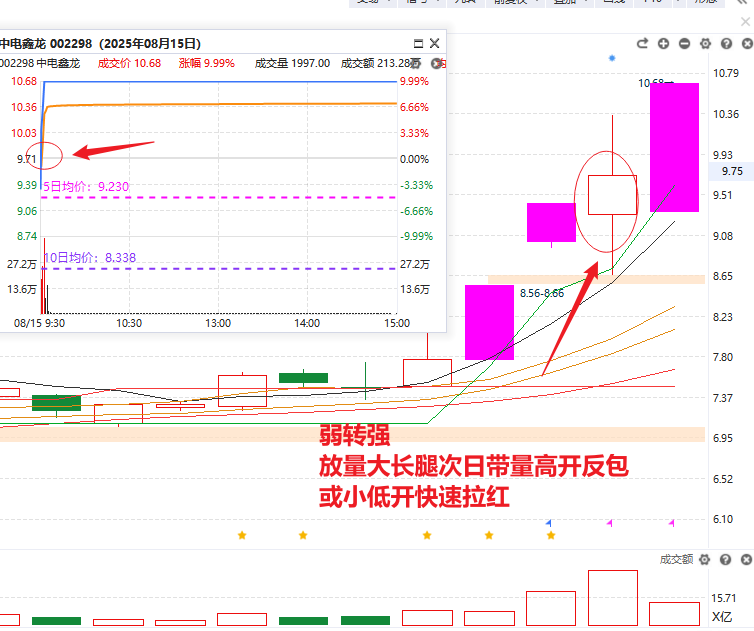 中电鑫龙 002298（2025年08月15日）
002298 中电鑫龙 成交价 10.68 涨幅 9.99% 成交量 1997.00 成交额 213.28
10.68 9.99%
10.36 6.66%
10.03 3.33%
9.71 0.00%
9.39 -3.33%
5日均价：9.230
9.06 -6.66%
8.74 -9.99%
10日均价：8.338
27.2万 27.2万
13.6万 13.6万
08/15 9:30 10:30 13:00 14:00 15:00
10.68
10.79
10.36
9.93
9.75
9.51
9.08
8.65
8.56-8.66
8.23
7.80
7.37
6.95
6.52
6.10
弱转强
放量大长腿次日带量高开反包
或小低开快速拉红
成交额
15.71
X亿